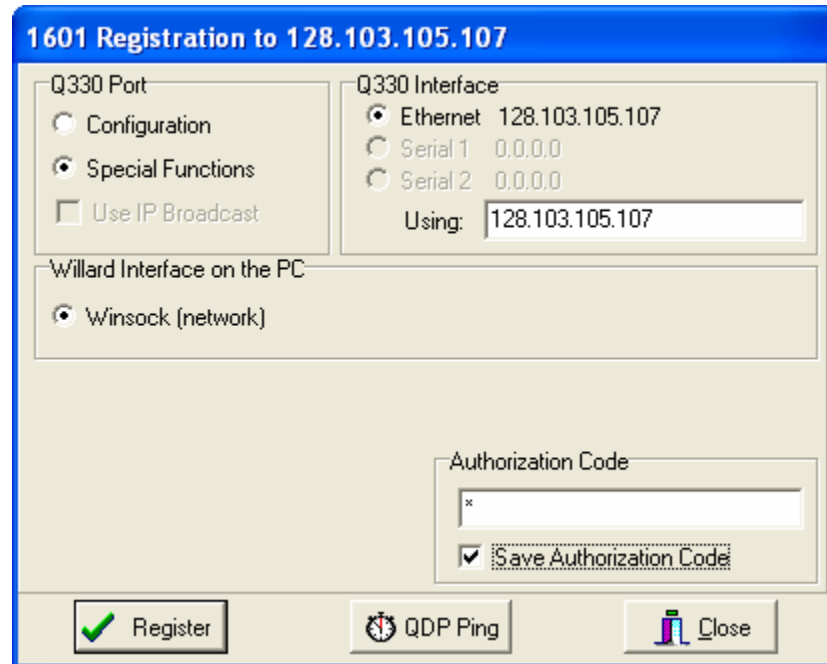 1601 Registration to 128.103.105.107
Q330 Port
Configuration
Special Functions
Use IP Broadcast
Q330 Interface
Ethernet 128.103.105.107
Serial 1 0.0.0.0
Serial 2 0.0.0.0
Using: 128.103.105.107
Willard Interface on the PC
Winsock (network)
Authorization Code
*
Save Authorization Code
Register
QDP Ping
Close